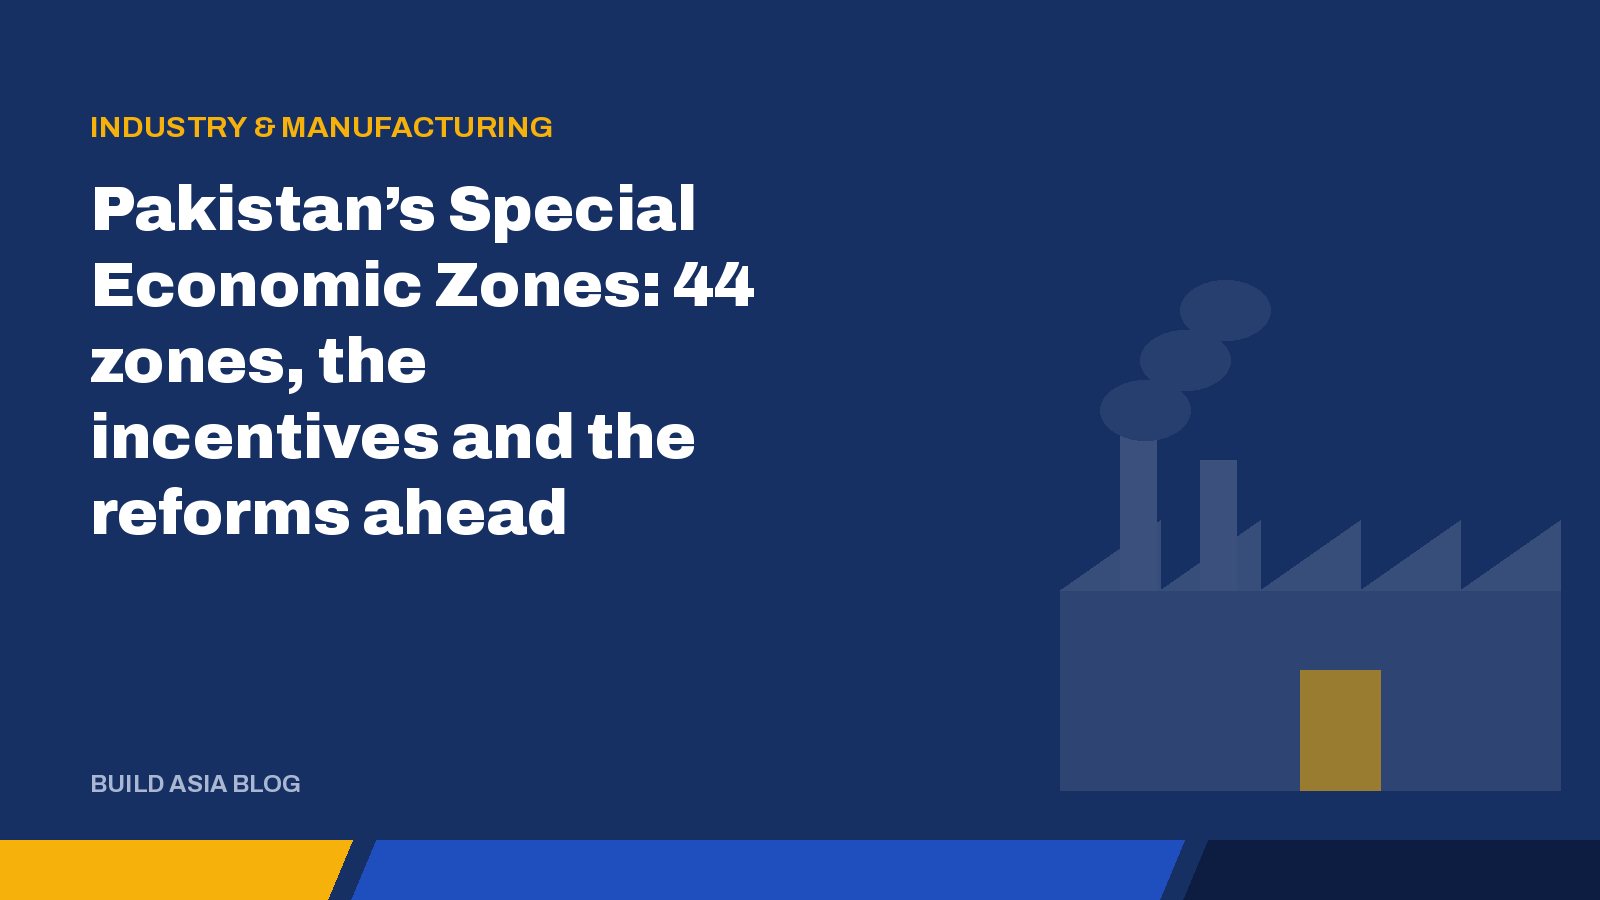 INDUSTRY & MANUFACTURING
Pakistan’s Special
Economic Zones: 44
zones, the
incentives and the
reforms ahead
BUILD ASIA BLOG